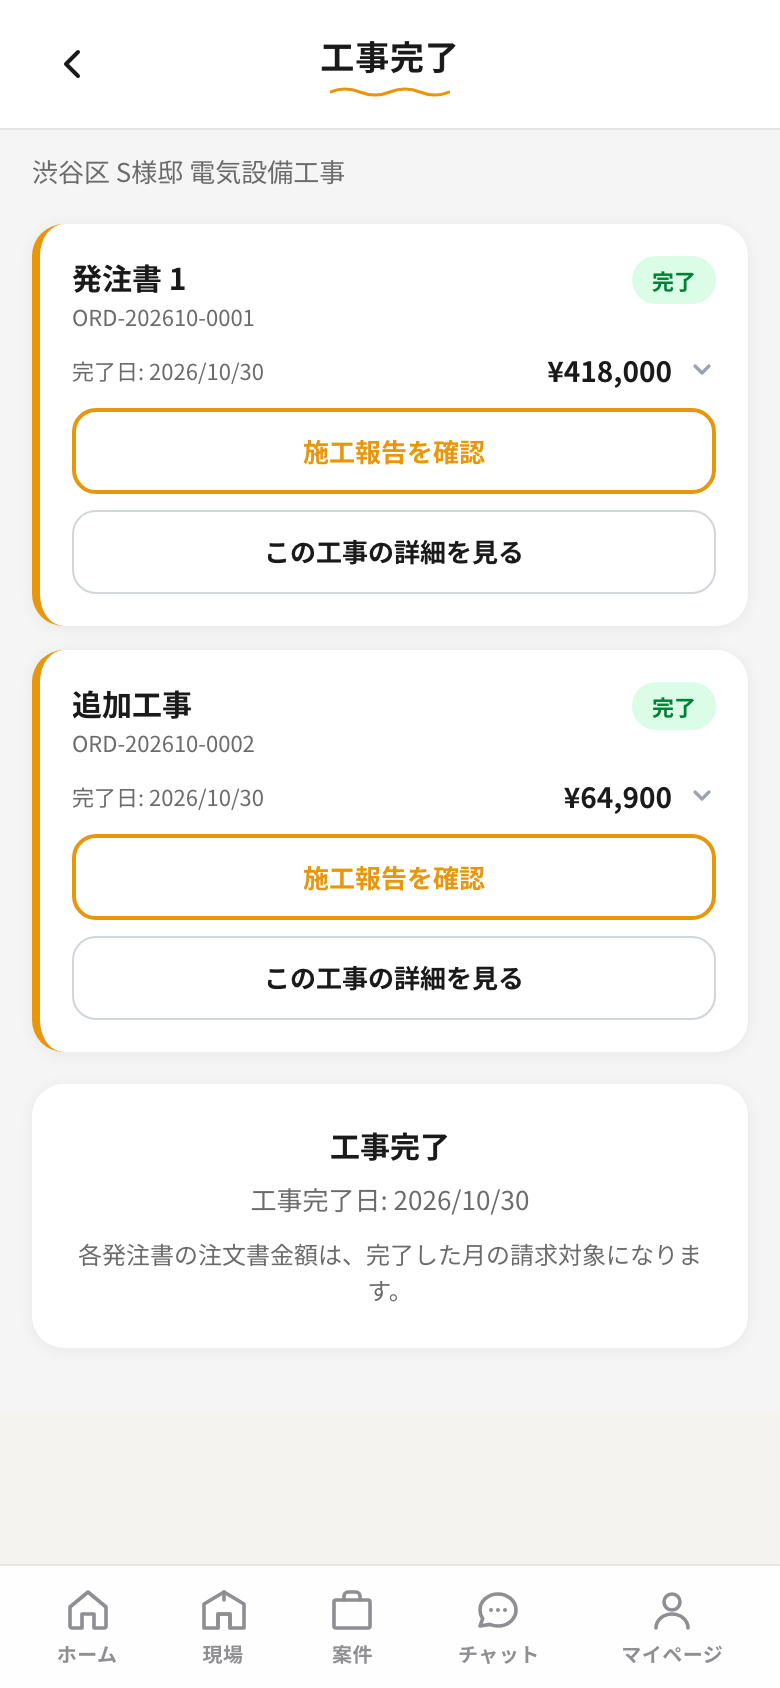 工事完了
渋谷区 S様邸 電気設備工事
発注書 1
完了
ORD-202610-0001
完了日: 2026/10/30
¥418,000
施工報告を確認
この工事の詳細を見る
追加工事
完了
ORD-202610-0002
完了日: 2026/10/30
¥64,900
施工報告を確認
この工事の詳細を見る
工事完了
工事完了日: 2026/10/30
各発注書の注文書金額は、完了した月の請求対象になりま
す。
ホーム
現場
案件
チャット
マイページ